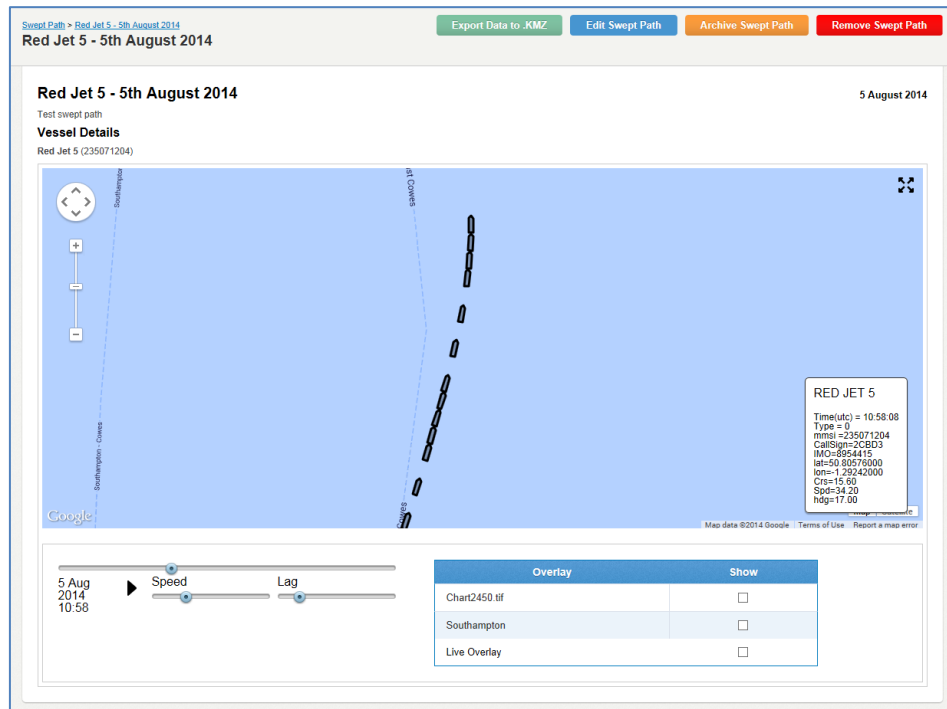 Swept Path > Red Jet 5 - 5th August 2014
Red Jet 5 - 5th August 2014
Export Data to .KMZ
Edit Swept Path
Archive Swept Path
Remove Swept Path
Red Jet 5 - 5th August 2014
5 August 2014
Test swept path
Vessel Details
Red Jet 5 (235071204)
Southampton
st Cowes
Southampton - Cowes
Cowes
RED JET 5
Time(utc) = 10:58:08
Type = 0
mmsi =235071204
CallSign=2CBD3
IMO=8954415
lat=50.80576000
lon=-1.29242000
Crs=15.60
Spd=34.20
hdg=17.00
Google
Map data ©2014 Google
Terms of Use
Report a map error
5 Aug
2014
10:58
Speed
Lag
Overlay Show
Chart2450.tif
Southampton
Live Overlay